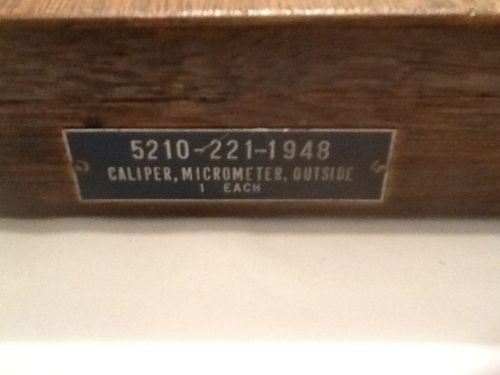 5210-221-1948
CALIPER, MICROMETER, OUTSIDE
1 EACH